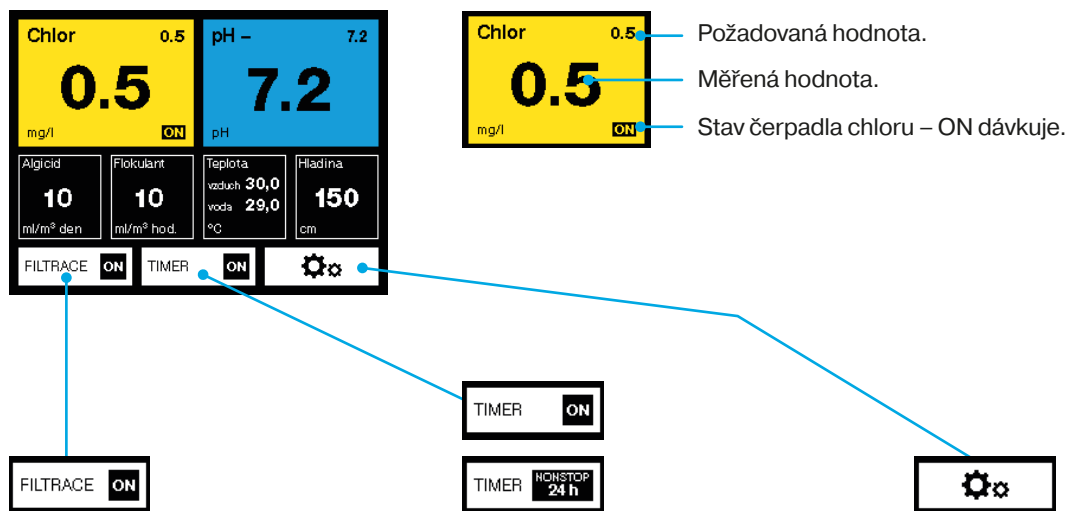 Chlor 0.5
0.5
mg/l ON
pH – 7.2
7.2
pH
Algicid
10
ml/m³ den
Flokulant
10
ml/m³ hod.
Teplota
vzduch 30,0
voda 29,0
°C
Hladina
150
cm
FILTRACE ON
TIMER ON
Chlor 0.5
0.5
mg/l ON
Požadovaná hodnota.
Měřená hodnota.
Stav čerpadla chloru – ON dávkuje.
TIMER ON
FILTRACE ON
TIMER NONSTOP
24 h